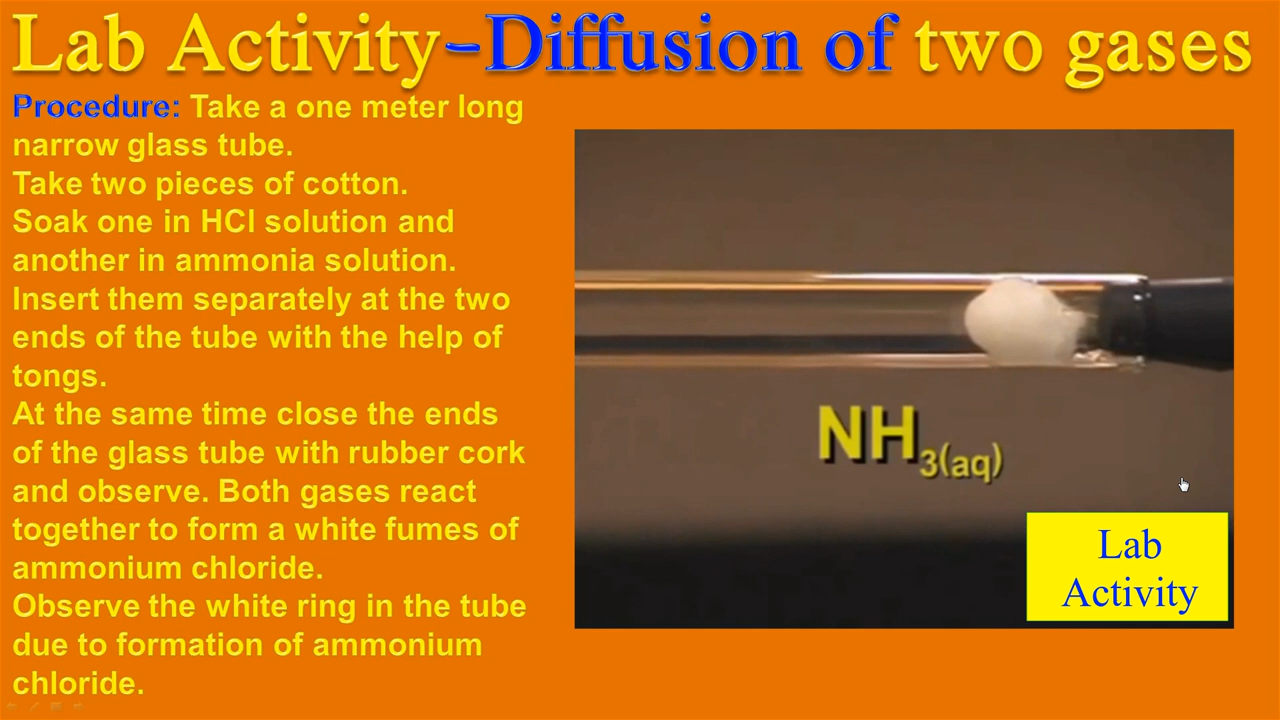 Lab Activity-Diffusion of two gases
Procedure: Take a one meter long
narrow glass tube.
Take two pieces of cotton.
Soak one in HCl solution and
another in ammonia solution.
Insert them separately at the two
ends of the tube with the help of
tongs.
At the same time close the ends
of the glass tube with rubber cork
and observe. Both gases react
together to form a white fumes of
ammonium chloride.
Observe the white ring in the tube
due to formation of ammonium
chloride.
NH3(aq)
Lab
Activity